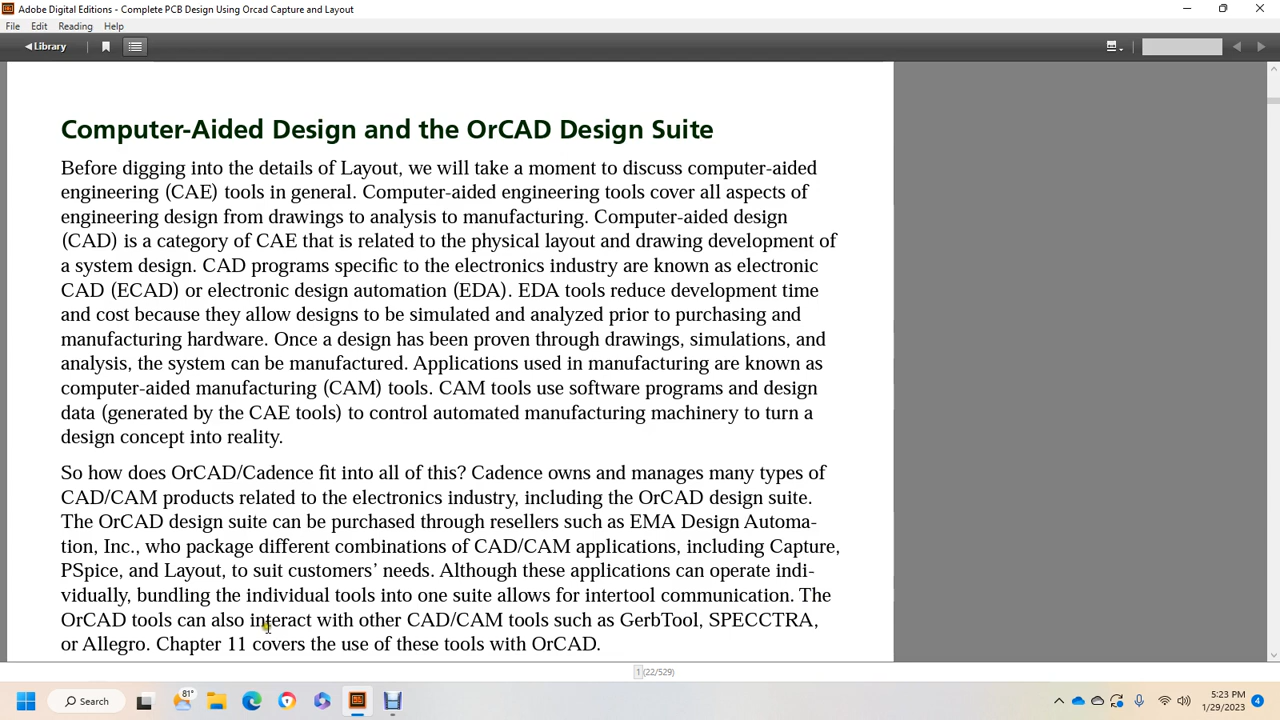 Adobe Digital Editions - Complete PCB Design Using Orcad Capture and Layout
File Edit Reading Help
Library
Computer-Aided Design and the OrCAD Design Suite
Before digging into the details of Layout, we will take a moment to discuss computer-aided
engineering (CAE) tools in general. Computer-aided engineering tools cover all aspects of
engineering design from drawings to analysis to manufacturing. Computer-aided design
(CAD) is a category of CAE that is related to the physical layout and drawing development of
a system design. CAD programs specific to the electronics industry are known as electronic
CAD (ECAD) or electronic design automation (EDA). EDA tools reduce development time
and cost because they allow designs to be simulated and analyzed prior to purchasing and
manufacturing hardware. Once a design has been proven through drawings, simulations, and
analysis, the system can be manufactured. Applications used in manufacturing are known as
computer-aided manufacturing (CAM) tools. CAM tools use software programs and design
data (generated by the CAE tools) to control automated manufacturing machinery to turn a
design concept into reality.
So how does OrCAD/Cadence fit into all of this? Cadence owns and manages many types of
CAD/CAM products related to the electronics industry, including the OrCAD design suite.
The OrCAD design suite can be purchased through resellers such as EMA Design Automa-
tion, Inc., who package different combinations of CAD/CAM applications, including Capture,
PSpice, and Layout, to suit customers' needs. Although these applications can operate indi-
vidually, bundling the individual tools into one suite allows for intertool communication. The
OrCAD tools can also interact with other CAD/CAM tools such as GerbTool, SPECCTRA,
or Allegro. Chapter 11 covers the use of these tools with OrCAD.
1 (22/529)
Search
81°
5:23 PM
1/29/2023
4